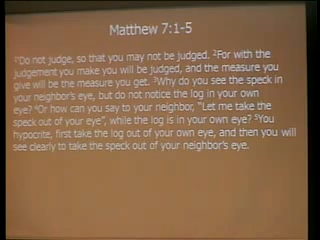 Matthew 7:1-5
¹"Do not judge, so that you may not be judged. ²For with the
judgement you make you will be judged, and the measure you
give will be the measure you get. ³Why do you see the speck in
your neighbor's eye, but do not notice the log in your own
eye? ⁴Or how can you say to your neighbor, "Let me take the
speck out of your eye", while the log is in your own eye? ⁵You
hypocrite, first take the log out of your own eye, and then you will
see clearly to take the speck out of your neighbor's eye.